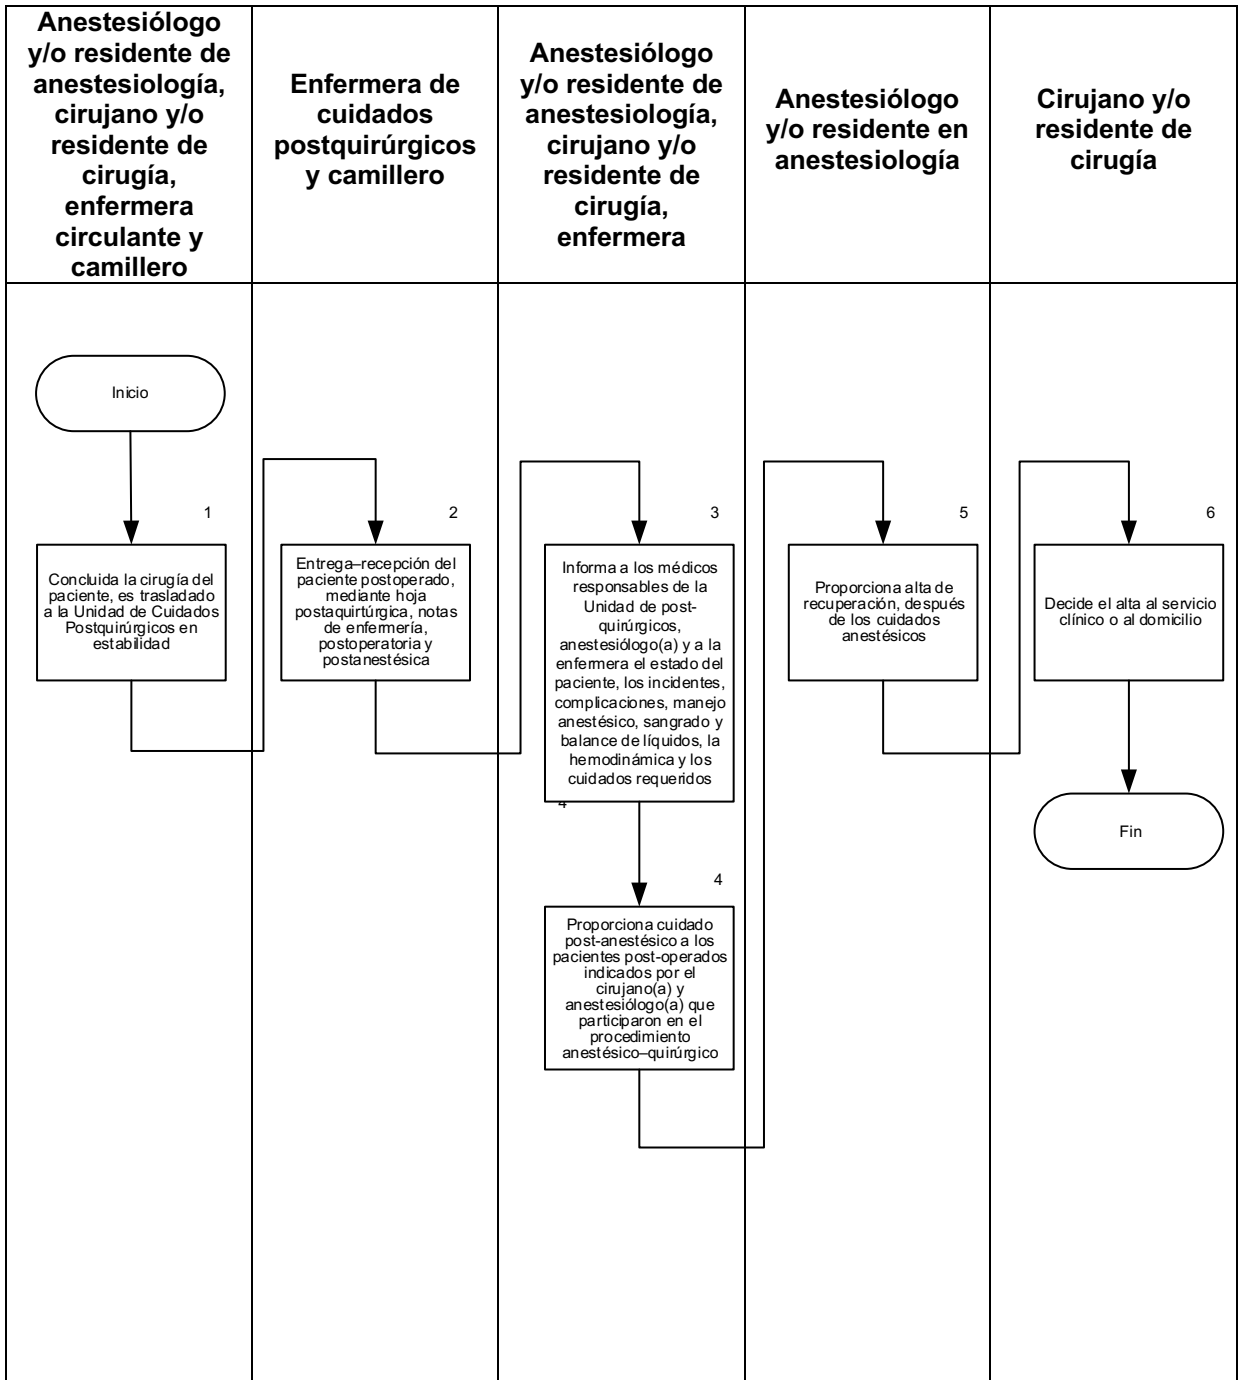 Anestesiólogo
y/o residente de
anestesiología,
cirujano y/o
residente de
cirugía,
enfermera
circulante y
camillero
Enfermera de
cuidados
postquirúrgicos
y camillero
Anestesiólogo
y/o residente de
anestesiología,
cirujano y/o
residente de
cirugía,
enfermera
Anestesiólogo
y/o residente en
anestesiología
Cirujano y/o
residente de
cirugía
Inicio
1
Concluida la cirugía del
paciente, es trasladado
a la Unidad de Cuidados
Postquirúrgicos en
estabilidad
2
Entrega–recepción del
paciente postoperado,
mediante hoja
postaquirtúrgica, notas
de enfermería,
postoperatoria y
postanestésica
3
Informa a los médicos
responsables de la
Unidad de post-
quirúrgicos,
anestesiólogo(a) y a la
enfermera el estado del
paciente, los incidentes,
complicaciones, manejo
anestésico, sangrado y
balance de líquidos, la
hemodinámica y los
cuidados requeridos
4
4
Proporciona cuidado
post-anestésico a los
pacientes post-operados
indicados por el
cirujano(a) y
anestesiólogo(a) que
participaron en el
procedimiento
anestésico–quirúrgico
5
Proporciona alta de
recuperación, después
de los cuidados
anestésicos
6
Decide el alta al servicio
clínico o al domicilio
Fin